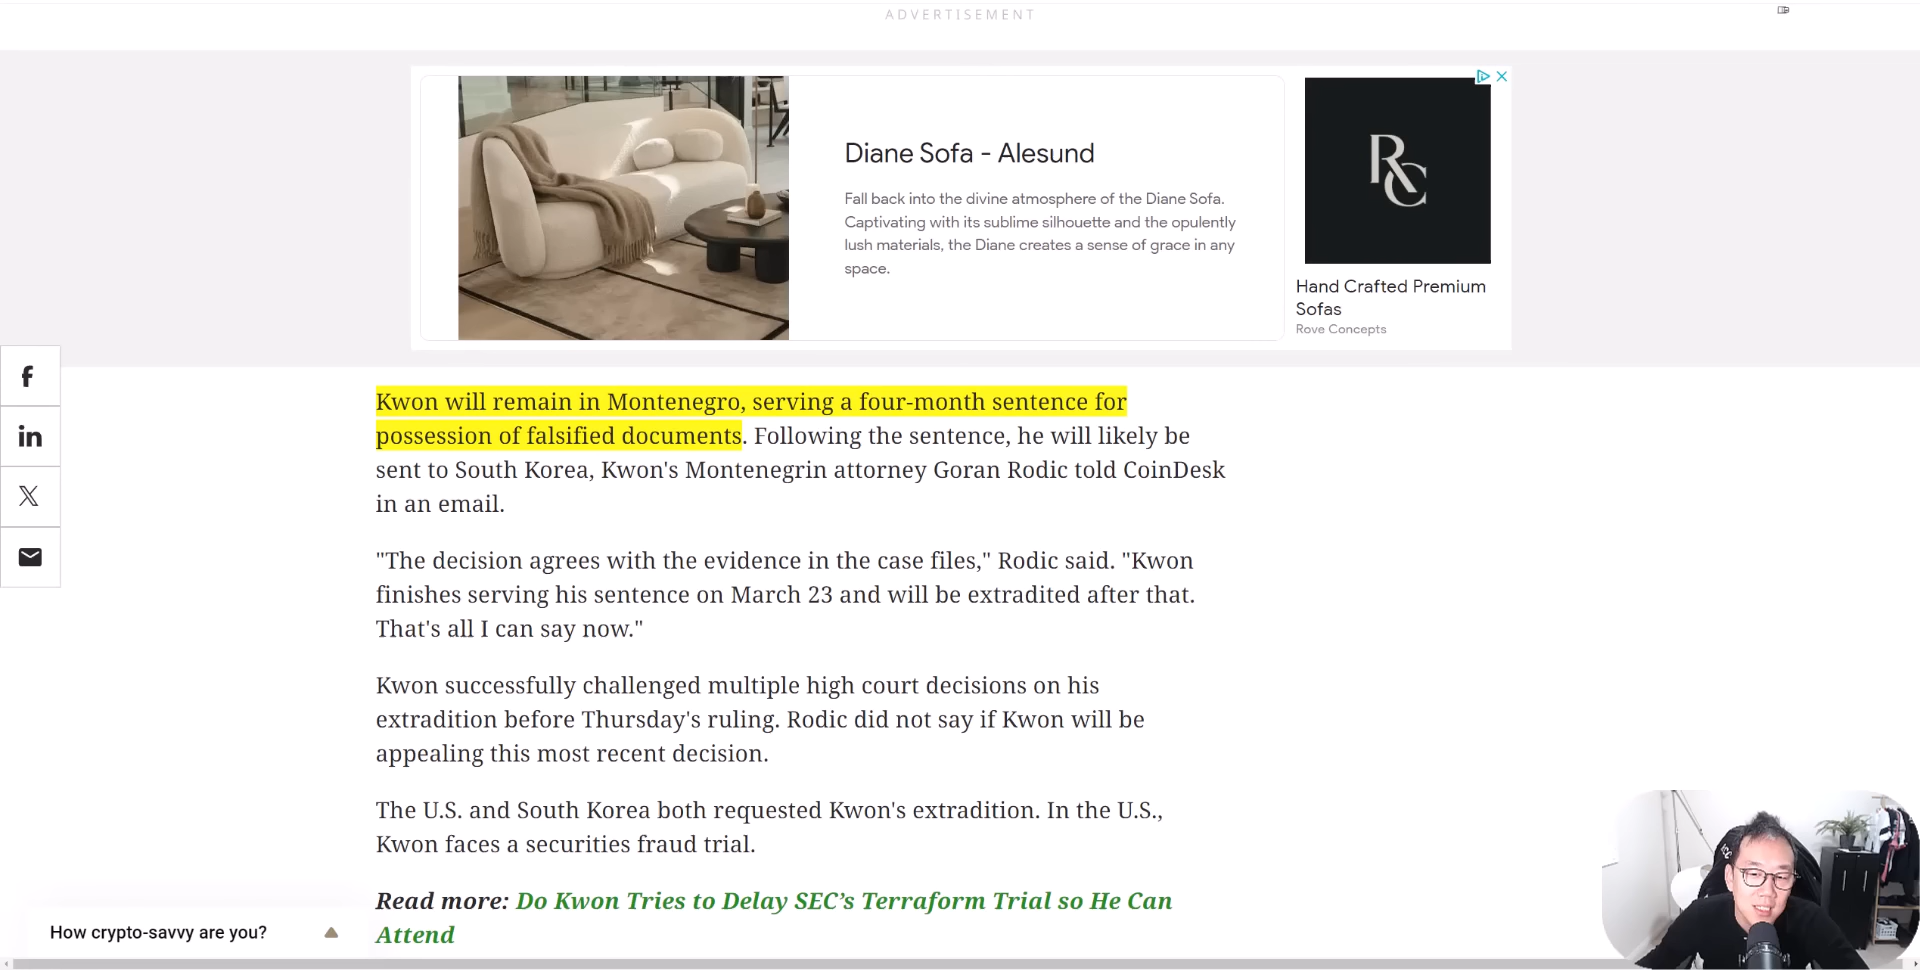 ADVERTISEMENT
Diane Sofa - Alesund
Fall back into the divine atmosphere of the Diane Sofa.
Captivating with its sublime silhouette and the opulently
lush materials, the Diane creates a sense of grace in any
space.
RC
Hand Crafted Premium
Sofas
Rove Concepts
f
in
X
Kwon will remain in Montenegro, serving a four-month sentence for
possession of falsified documents. Following the sentence, he will likely be
sent to South Korea, Kwon's Montenegrin attorney Goran Rodic told CoinDesk
in an email.
"The decision agrees with the evidence in the case files," Rodic said. "Kwon
finishes serving his sentence on March 23 and will be extradited after that.
That's all I can say now."
Kwon successfully challenged multiple high court decisions on his
extradition before Thursday's ruling. Rodic did not say if Kwon will be
appealing this most recent decision.
The U.S. and South Korea both requested Kwon's extradition. In the U.S.,
Kwon faces a securities fraud trial.
Read more: Do Kwon Tries to Delay SEC’s Terraform Trial so He Can
Attend
How crypto-savvy are you?